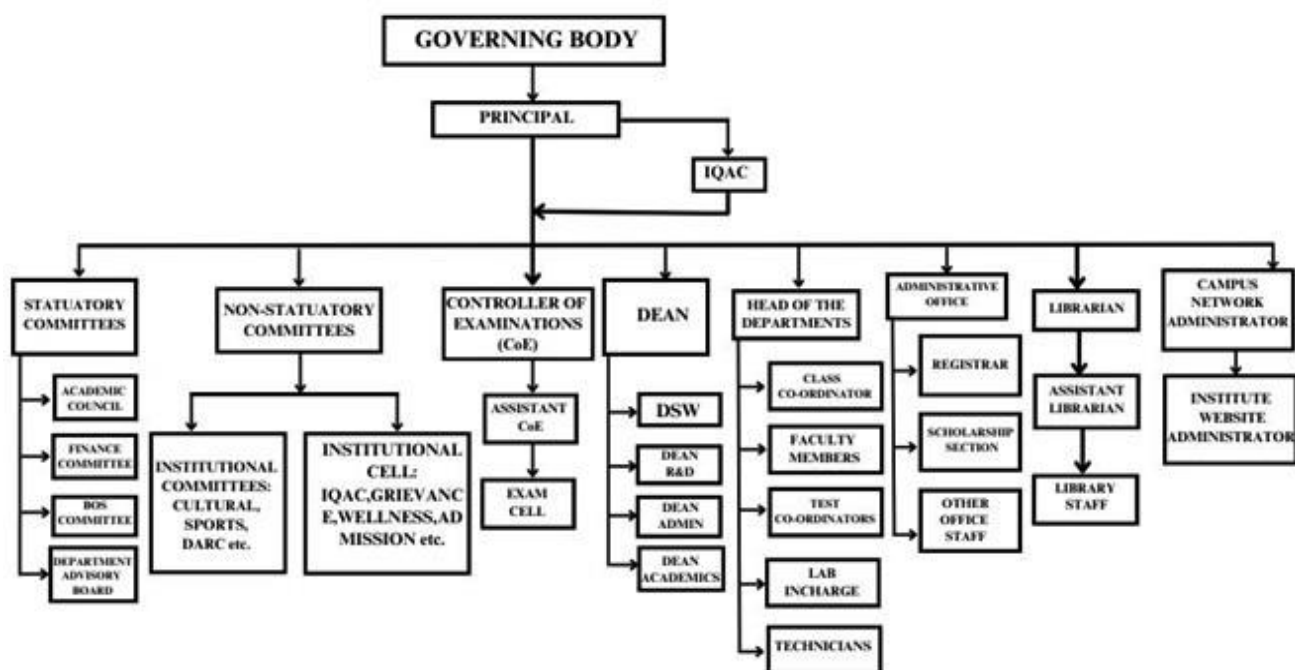 GOVERNING BODY
PRINCIPAL
IQAC
STATUATORY
COMMITTEES
NON-STATUATORY
COMMITTEES
CONTROLLER OF
EXAMINATIONS
(CoE)
DEAN
HEAD OF THE
DEPARTMENTS
ADMINISTRATIVE
OFFICE
LIBRARIAN
CAMPUS
NETWORK
ADMINISTRATOR
ACADEMIC
COUNCIL
FINANCE
COMMITTEE
BOS
COMMITTEE
DEPARTMENT
ADVISORY
BOARD
INSTITUTIONAL
COMMITTEES:
CULTURAL,
SPORTS,
DARC etc.
INSTITUTIONAL
CELL:
IQAC,GRIEVANC
E,WELLNESS,AD
MISSION etc.
ASSISTANT
CoE
EXAM
CELL
DSW
DEAN
R&D
DEAN
ADMIN
DEAN
ACADEMICS
CLASS
CO-ORDINATOR
FACULTY
MEMBERS
TEST
CO-ORDINATORS
LAB
INCHARGE
TECHNICIANS
REGISTRAR
SCHOLARSHIP
SECTION
OTHER
OFFICE
STAFF
ASSISTANT
LIBRARIAN
LIBRARY
STAFF
INSTITUTE
WEBSITE
ADMINISTRATOR